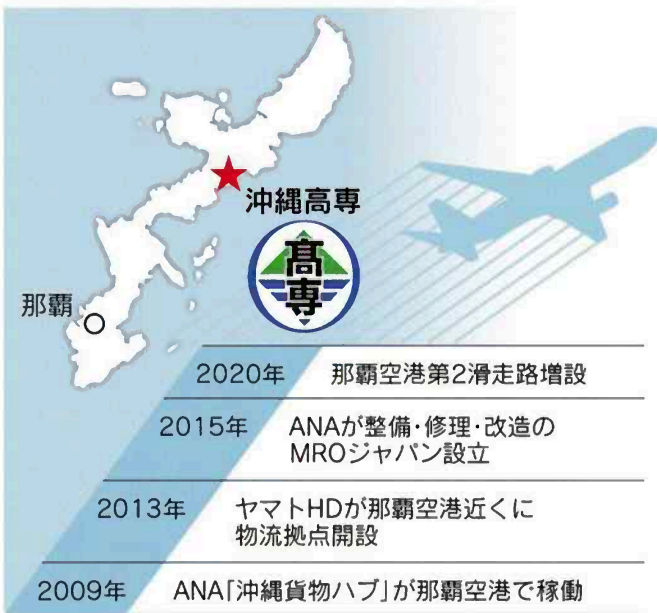 沖縄高専
高
専
那覇
2020年 那覇空港第2滑走路増設
2015年 ANAが整備・修理・改造の
MROジャパン設立
2013年 ヤマトHDが那覇空港近くに
物流拠点開設
2009年 ANA「沖縄貨物ハブ」が那覇空港で稼働